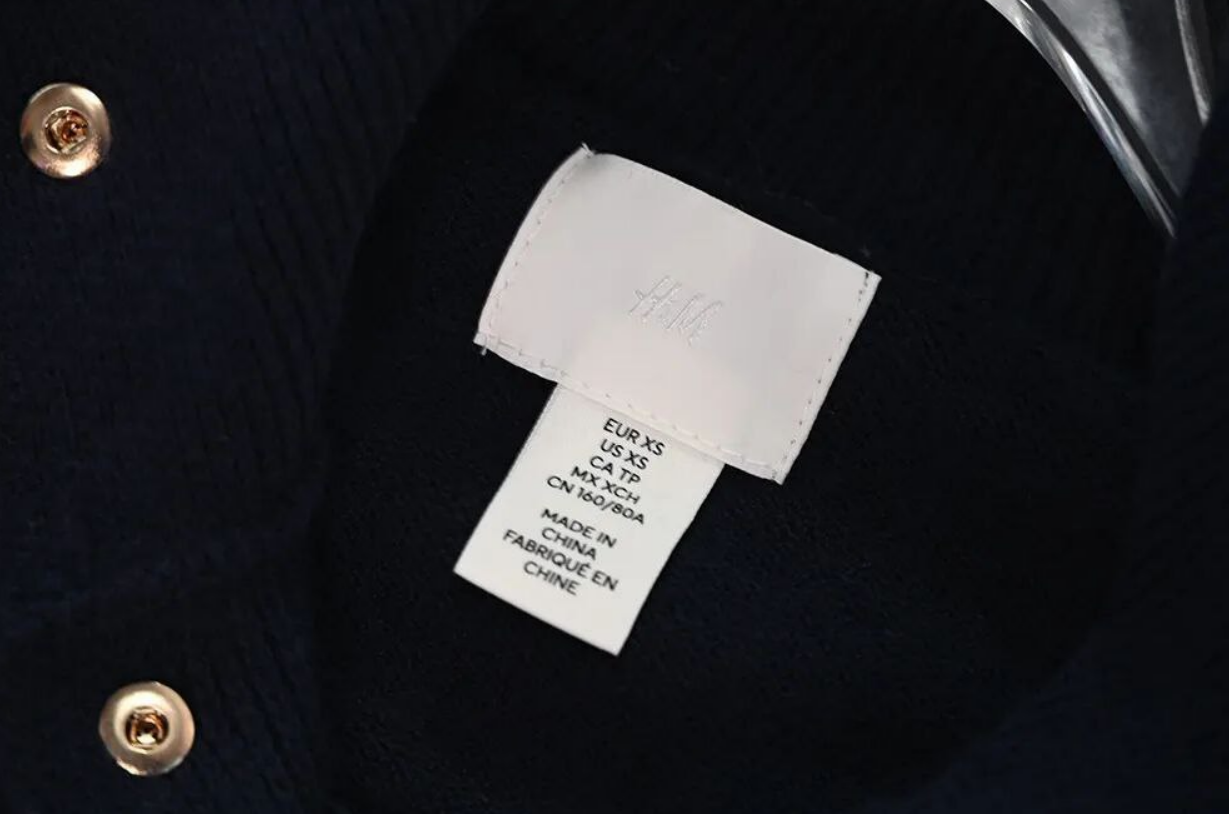 H&M
EUR XS
US XS
CA TP
MX XCH
CN 160/80A
MADE IN
CHINA
FABRIQUÉ EN
CHINE